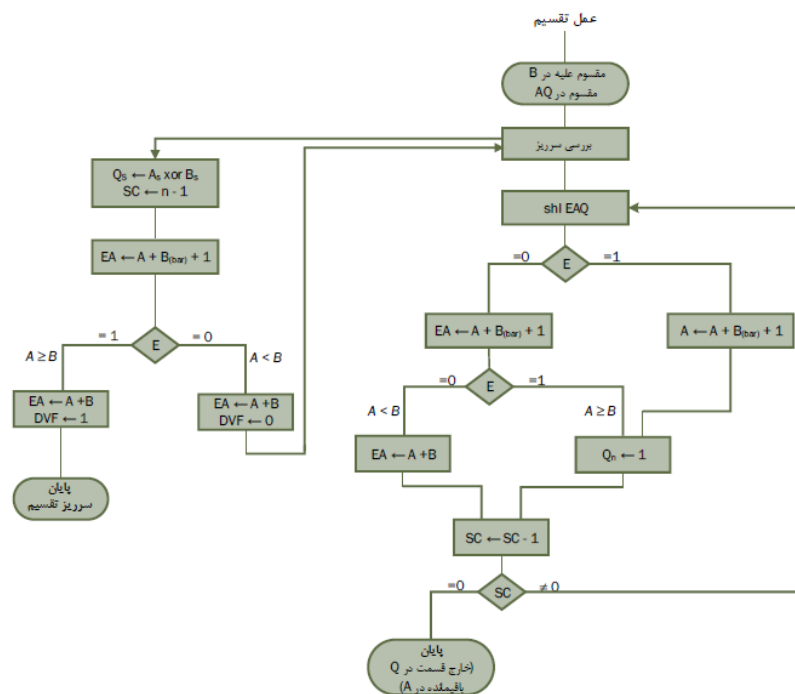 عمل تقسیم
مقسوم علیه در B
مقسوم در AQ
بررسی سرریز
Qs ← As xor Bs
SC ← n - 1
EA ← A + B(bar) + 1
E
= 1
= 0
A ≥ B
A < B
EA ← A +B
DVF ← 1
EA ← A +B
DVF ← 0
پایان
سرریز تقسیم
shl EAQ
E
=0
=1
EA ← A + B(bar) + 1
A ← A + B(bar) + 1
E
=0
=1
A < B
A ≥ B
EA ← A +B
Qn ← 1
SC ← SC - 1
SC
=0
≠ 0
پایان
(خارج قسمت در Q
باقیمانده در A)